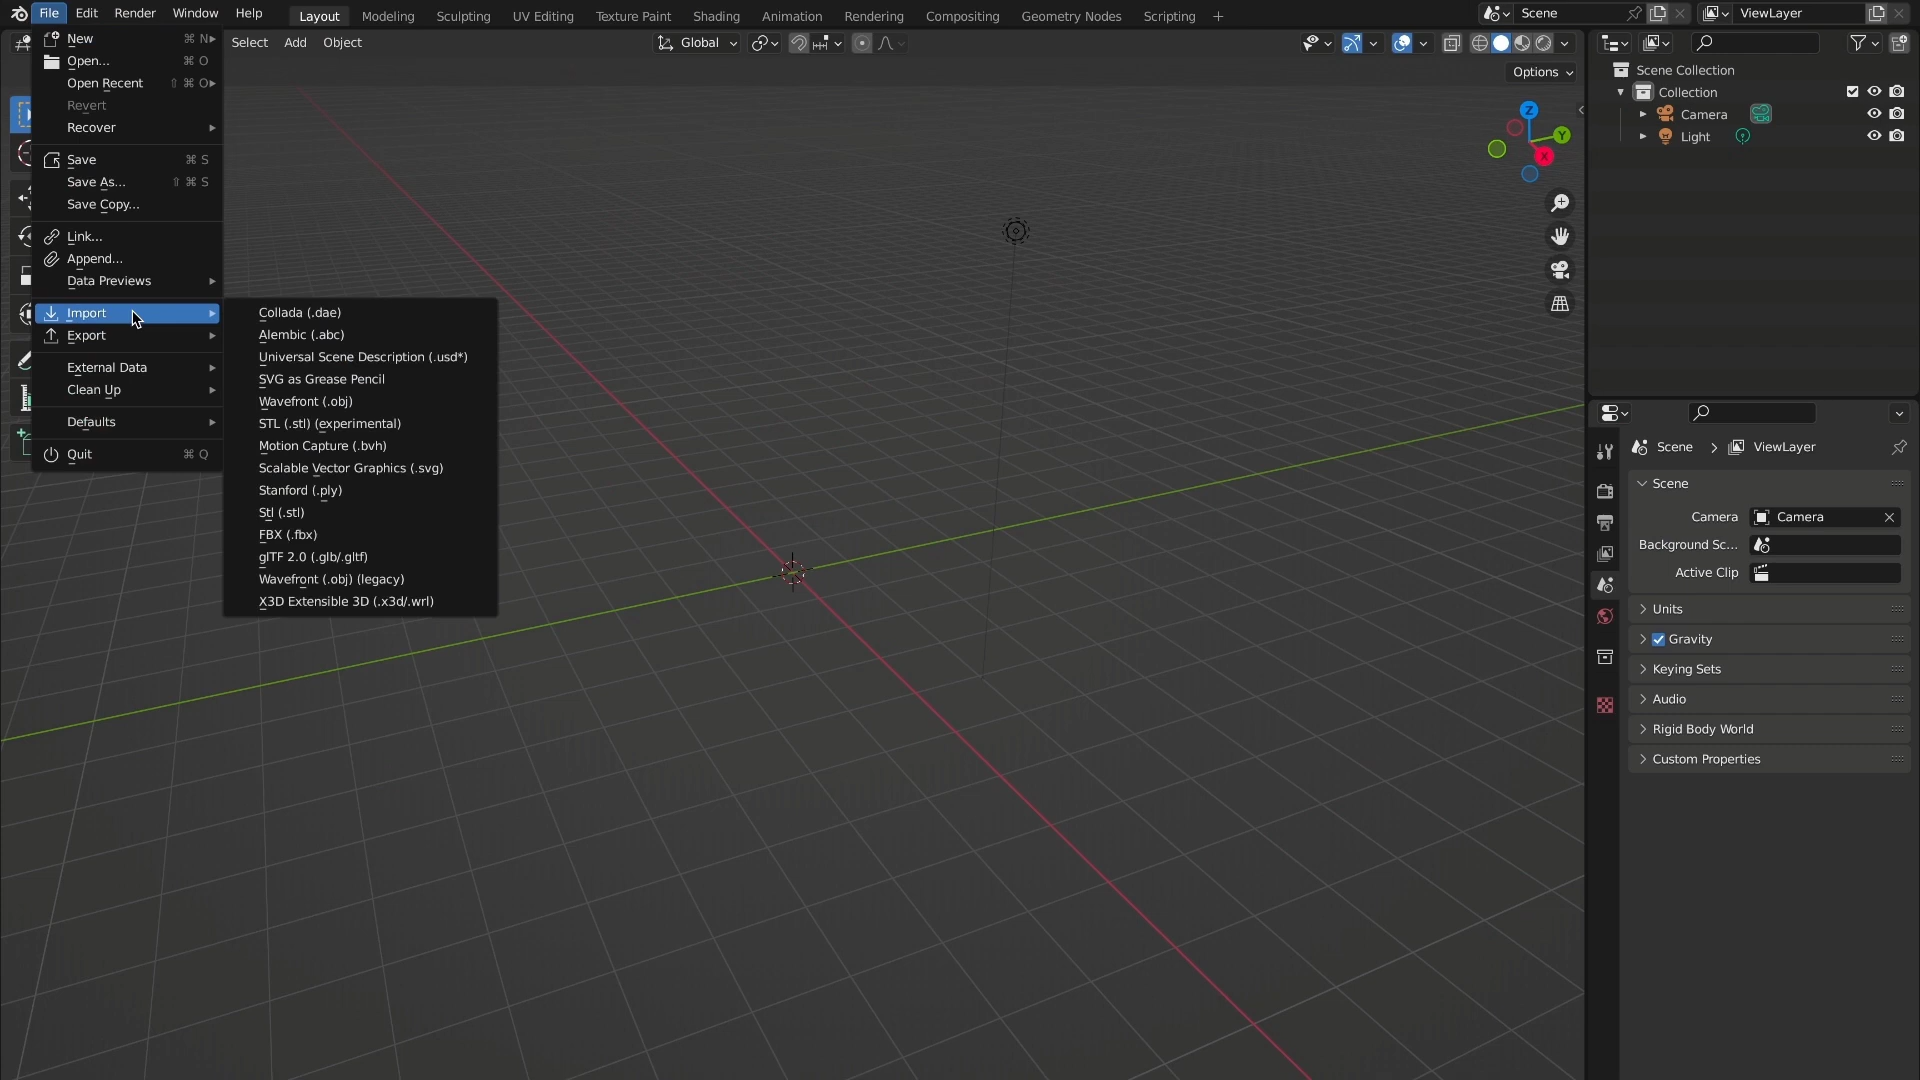 File Edit Render Window Help Layout Modeling Sculpting UV Editing Texture Paint Shading Animation Rendering Compositing Geometry Nodes Scripting + Scene ViewLayer
Select Add Object Global
Options
New ⌘ N
Open... ⌘ O
Open Recent ⇧ ⌘ O
Revert
Recover
Save ⌘ S
Save As... ⇧ ⌘ S
Save Copy...
Link...
Append...
Data Previews
Import
Export
External Data
Clean Up
Defaults
Quit ⌘ Q
Collada (.dae)
Alembic (.abc)
Universal Scene Description (.usd*)
SVG as Grease Pencil
Wavefront (.obj)
STL (.stl) (experimental)
Motion Capture (.bvh)
Scalable Vector Graphics (.svg)
Stanford (.ply)
Stl (.stl)
FBX (.fbx)
glTF 2.0 (.glb/.gltf)
Wavefront (.obj) (legacy)
X3D Extensible 3D (.x3d/.wrl)
Z
Y
X
Scene Collection
Collection
Camera
Light
Scene > ViewLayer
Scene
Camera Camera
Background Sc...
Active Clip
Units
Gravity
Keying Sets
Audio
Rigid Body World
Custom Properties